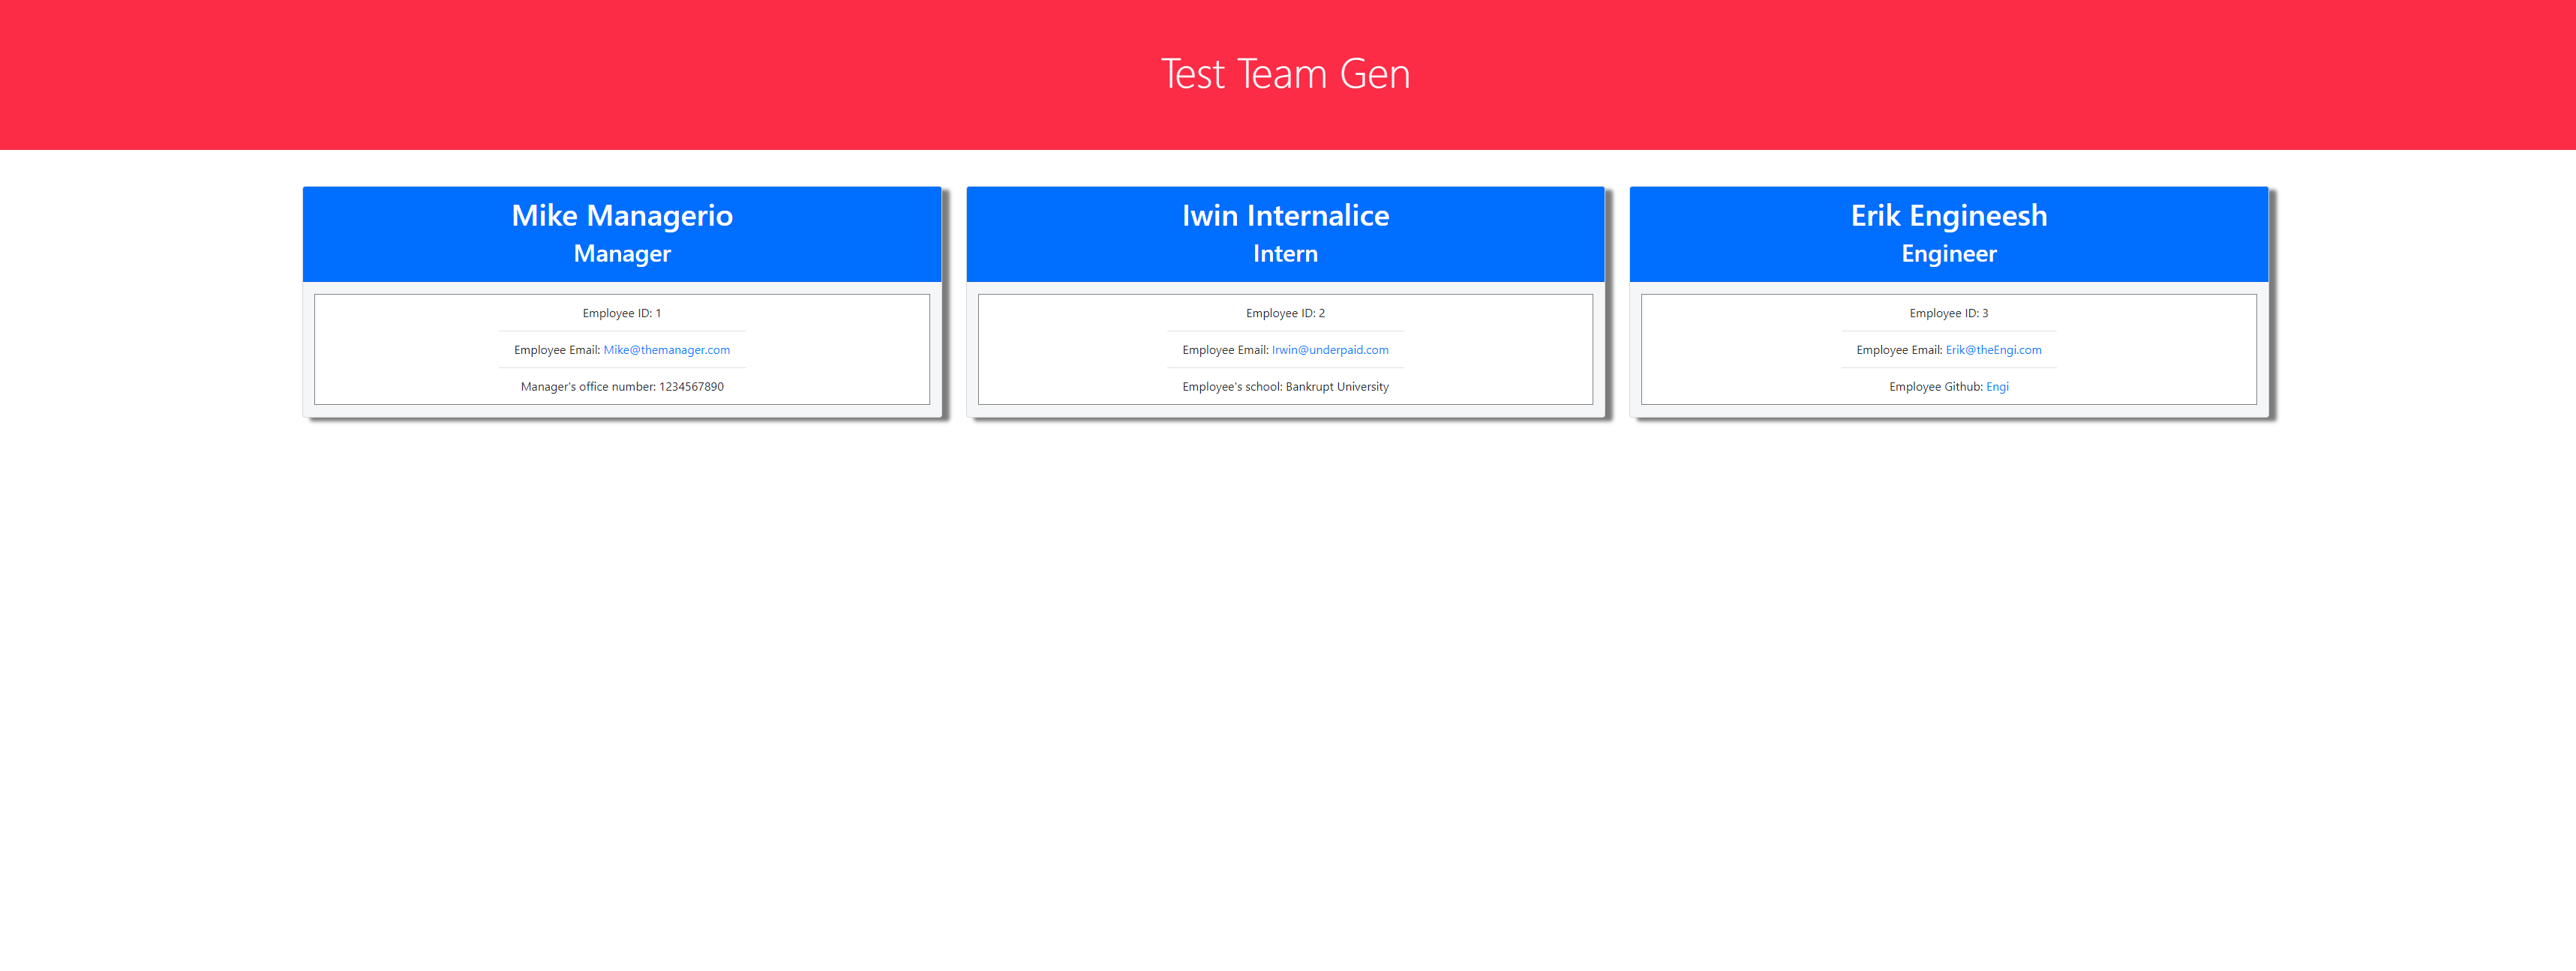 Test Team Gen
Mike Managerio
Manager
Employee ID: 1
Employee Email: Mike@themanager.com
Manager's office number: 1234567890
Iwin Internalice
Intern
Employee ID: 2
Employee Email: Irwin@underpaid.com
Employee's school: Bankrupt University
Erik Engineesh
Engineer
Employee ID: 3
Employee Email: Erik@theEngi.com
Employee Github: Engi